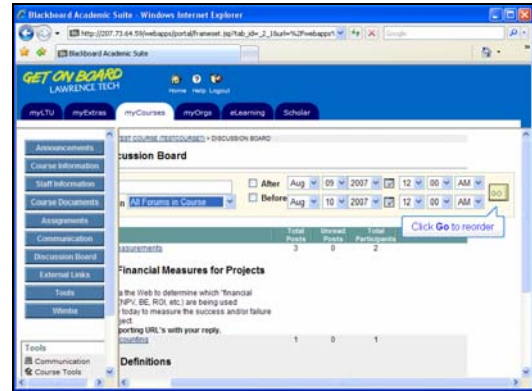 Blackboard Academic Suite - Windows Internet Explorer
http://207.73.64.59/webapps/portal/frameset.jsp?tab_id=_2_1&url=%2Fwebapps%
Google
Blackboard Academic Suite
GET ON BOARD
LAWRENCE TECH
Home Help Logout
myLTU myExtras myCourses myOrgs eLearning Scholar
Announcements
Course Information
Staff Information
Course Documents
Assignments
Communication
Discussion Board
External Links
Tools
Wimba
Tools
Communication
Course Tools
EST COURSE (TESTCOURSE1) > DISCUSSION BOARD
cussion Board
After Aug 09 2007 12 00 AM
n All Forums in Course Before Aug 10 2007 12 00 AM
GO
Click Go to reorder
Total Posts Unread Posts Total Participants
easurements 3 0 2
Financial Measures for Projects
a the Web to determine which "financial
(NPV, BE, ROI, etc.) are being used
today to measure the success and/or failure
ject.
porting URL's with your reply.
counting 1 0 1
Definitions